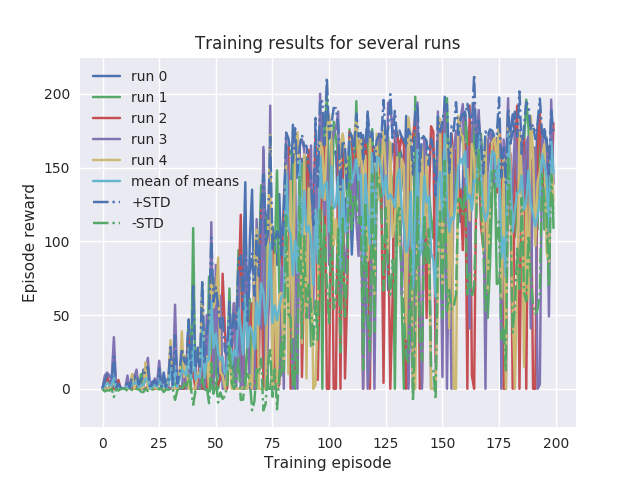 Training results for several runs
run 0
run 1
run 2
run 3
run 4
mean of means
+STD
-STD
Episode reward
200
150
100
50
0
0 25 50 75 100 125 150 175 200
Training episode